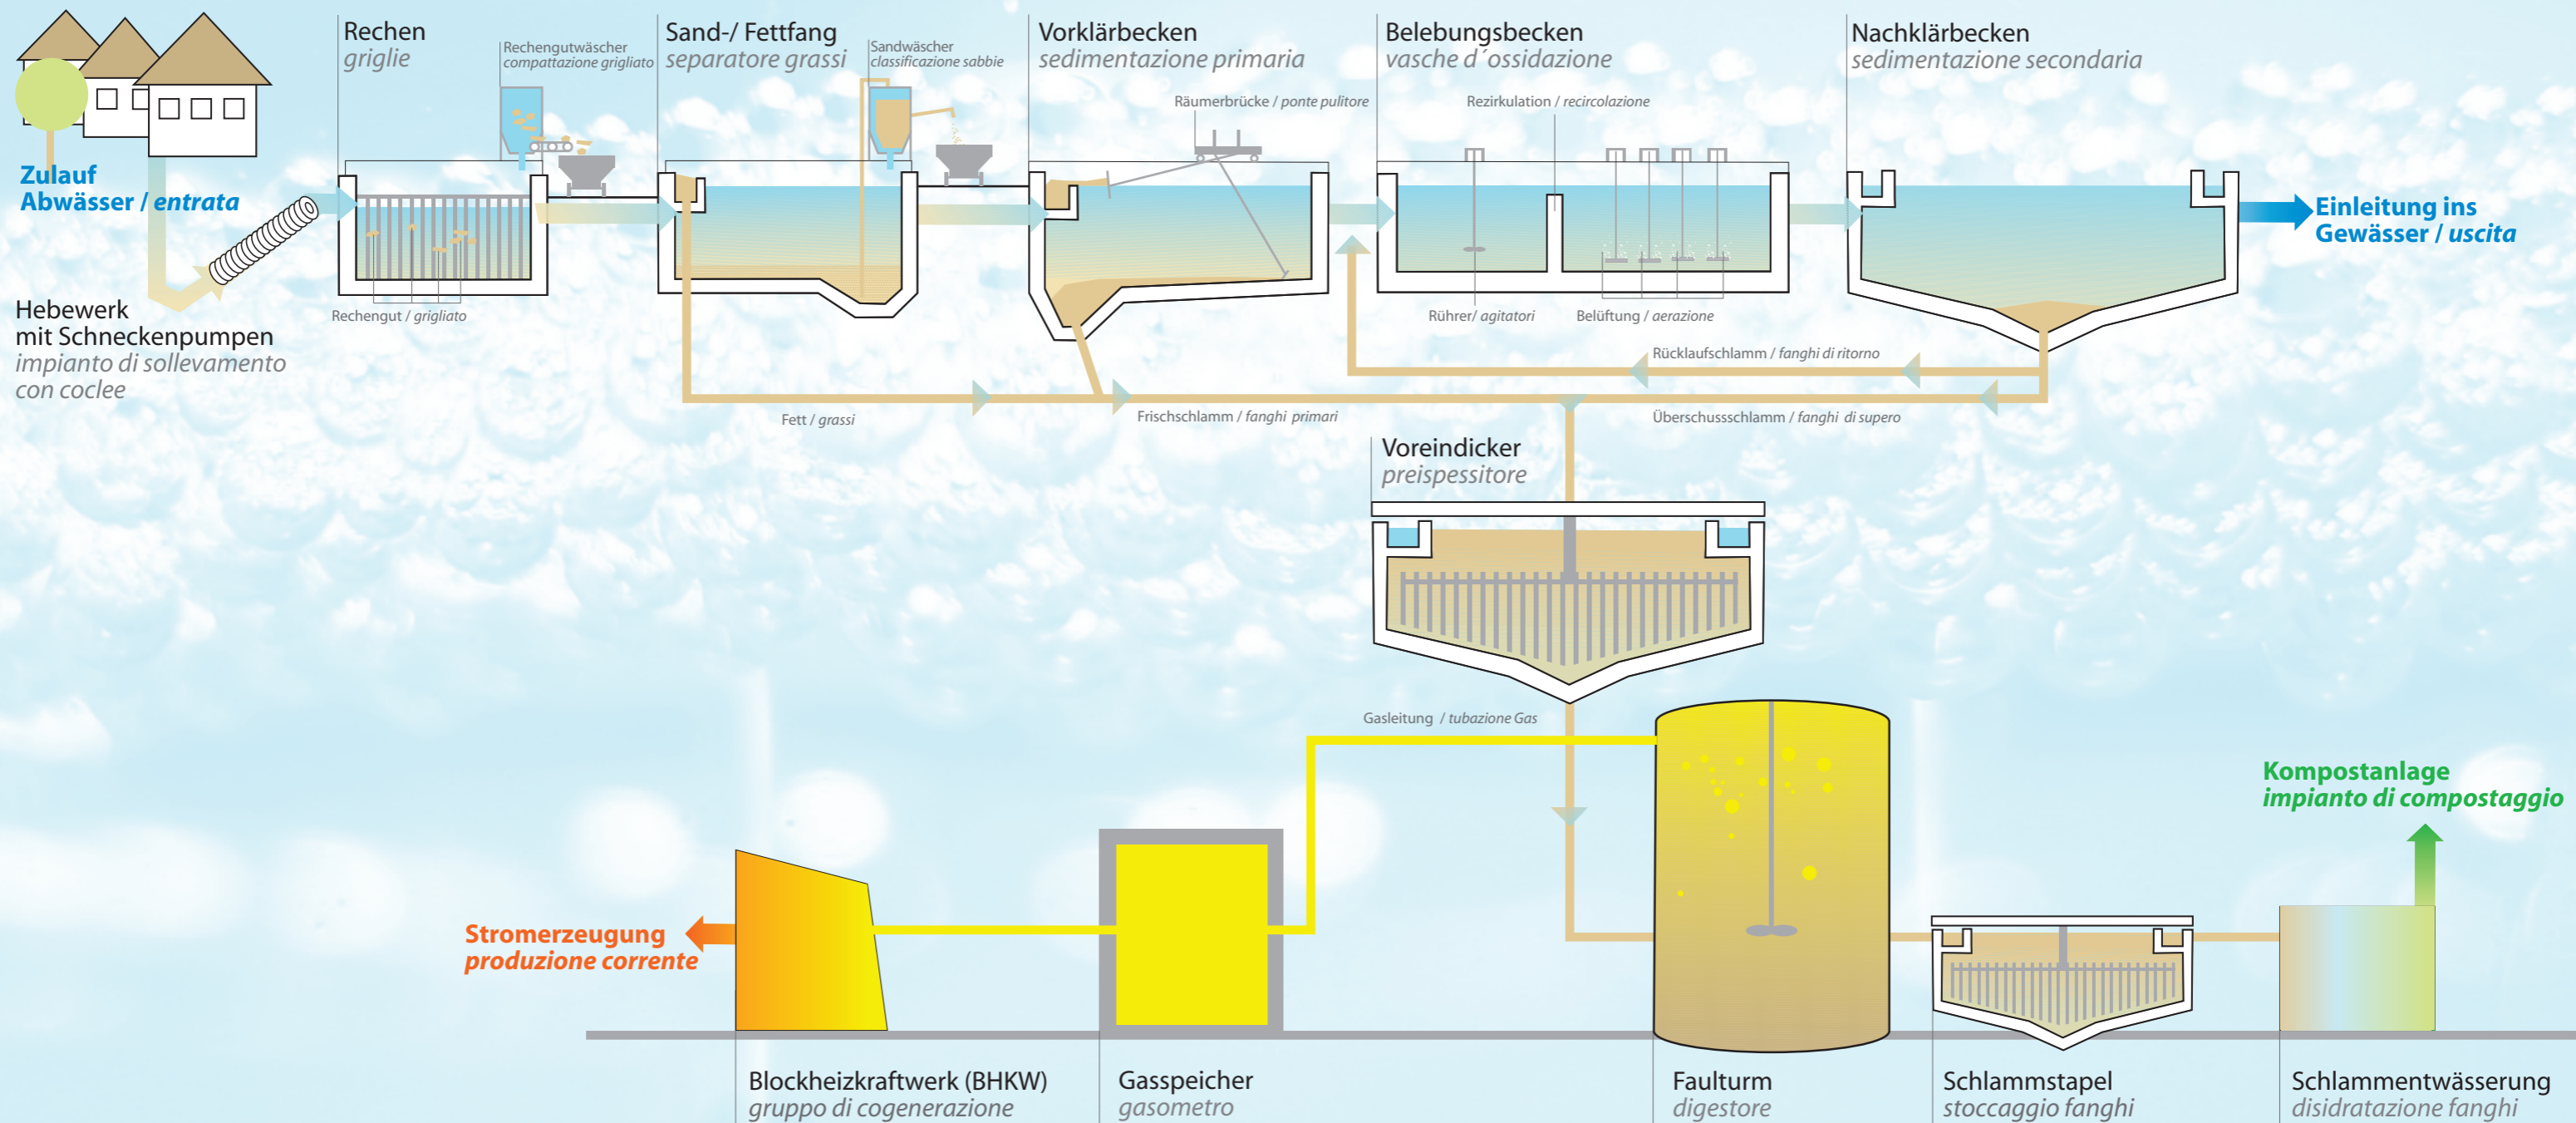 Rechen
griglie
Rechengutwäscher
compattazione grigliato
Sand-/ Fettfang
separatore grassi
Sandwäscher
classificazione sabbie
Vorklärbecken
sedimentazione primaria
Räumerbrücke / ponte pulitore
Belebungsbecken
vasche d´ossidazione
Rezirkulation / recircolazione
Nachklärbecken
sedimentazione secondaria
Zulauf
Abwässer / entrata
Einleitung ins
Gewässer / uscita
Hebewerk
mit Schneckenpumpen
impianto di sollevamento
con coclee
Rechengut / grigliato
Rührer/ agitatori
Belüftung / aerazione
Rücklaufschlamm / fanghi di ritorno
Fett / grassi
Frischschlamm / fanghi primari
Überschussschlamm / fanghi di supero
Voreindicker
preispessitore
Gasleitung / tubazione Gas
Kompostanlage
impianto di compostaggio
Stromerzeugung
produzione corrente
Blockheizkraftwerk (BHKW)
gruppo di cogenerazione
Gasspeicher
gasometro
Faulturm
digestore
Schlammstapel
stoccaggio fanghi
Schlammentwässerung
disidratazione fanghi